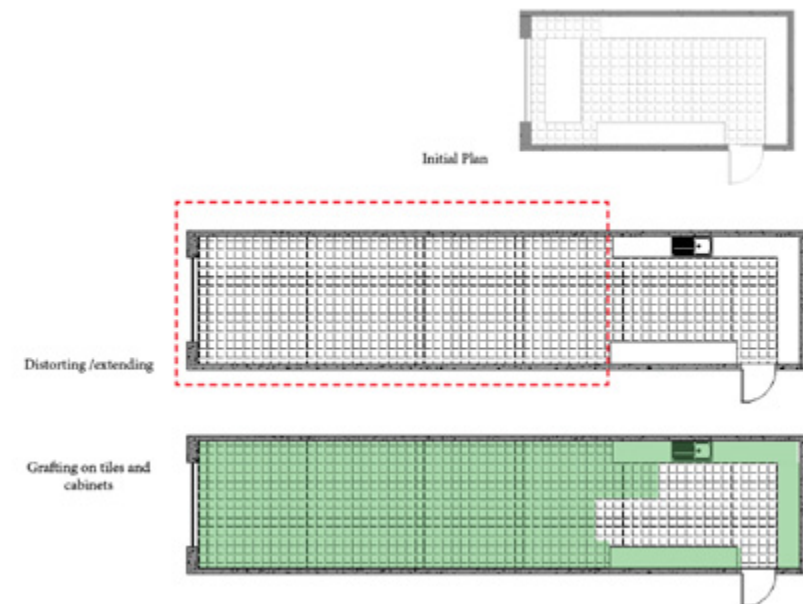 Initial Plan
Distorting /extending
Grafting on tiles and
cabinets